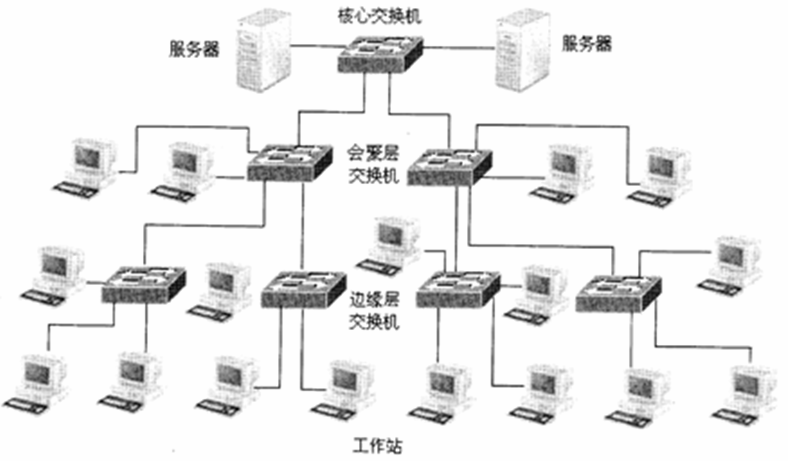 核心交换机
服务器
服务器
会聚层
交换机
边缘层
交换机
工作站